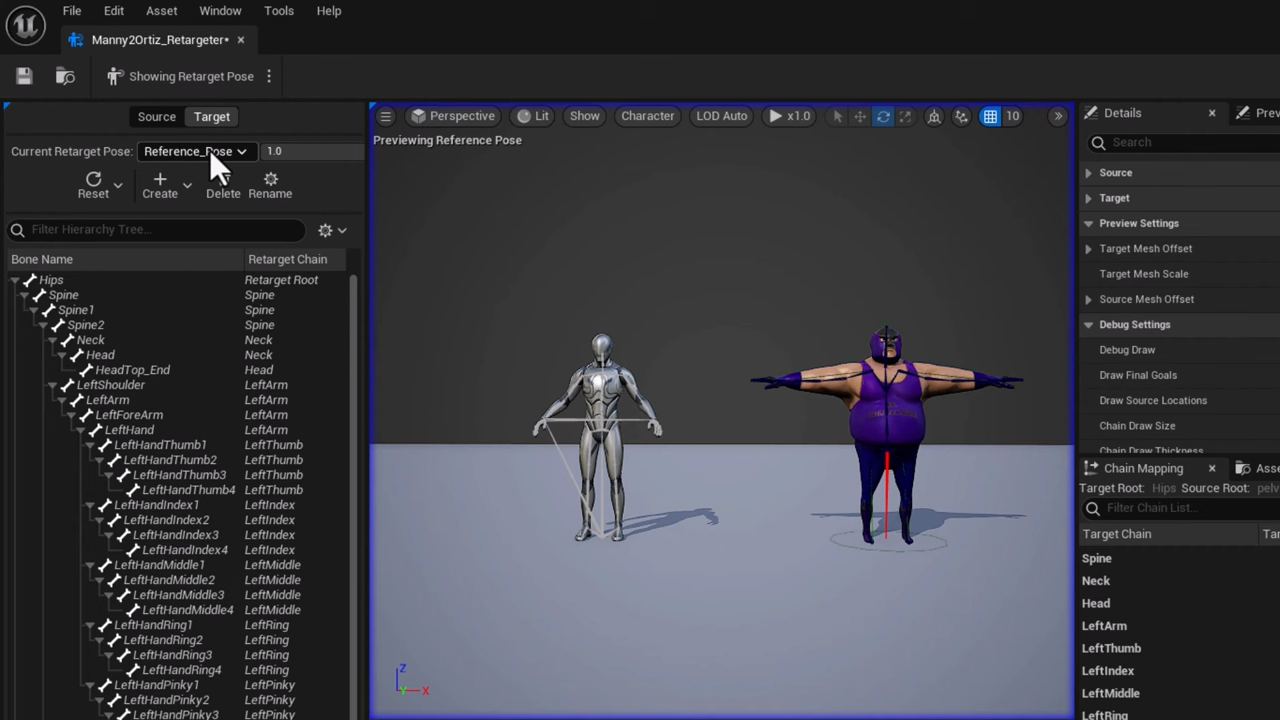 File Edit Asset Window Tools Help
Manny2Ortiz_Retargeter*
Showing Retarget Pose
Source Target
Current Retarget Pose: Reference_Pose 1.0
Reset Create Delete Rename
Filter Hierarchy Tree...
Bone Name Retarget Chain
Hips Retarget Root
Spine Spine
Spine1 Spine
Spine2 Spine
Neck Neck
Head Neck
HeadTop_End Head
LeftShoulder LeftArm
LeftArm LeftArm
LeftForeArm LeftArm
LeftHand LeftArm
LeftHandThumb1 LeftThumb
LeftHandThumb2 LeftThumb
LeftHandThumb3 LeftThumb
LeftHandThumb4 LeftThumb
LeftHandIndex1 LeftIndex
LeftHandIndex2 LeftIndex
LeftHandIndex3 LeftIndex
LeftHandIndex4 LeftIndex
LeftHandMiddle1 LeftMiddle
LeftHandMiddle2 LeftMiddle
LeftHandMiddle3 LeftMiddle
LeftHandMiddle4 LeftMiddle
LeftHandRing1 LeftRing
LeftHandRing2 LeftRing
LeftHandRing3 LeftRing
LeftHandRing4 LeftRing
LeftHandPinky1 LeftPinky
LeftHandPinky2 LeftPinky
LeftHandPinky3 LeftPinky
Perspective Lit Show Character LOD Auto x1.0 10
Previewing Reference Pose
Z
Y X
Details Prev
Search
Source
Target
Preview Settings
Target Mesh Offset
Target Mesh Scale
Source Mesh Offset
Debug Settings
Debug Draw
Draw Final Goals
Draw Source Locations
Chain Draw Size
Chain Draw Thickness
Chain Mapping Asse
Target Root: Hips Source Root: pelv
Filter Chain List...
Target Chain Tar
Spine
Neck
Head
LeftArm
LeftThumb
LeftIndex
LeftMiddle
LeftRing